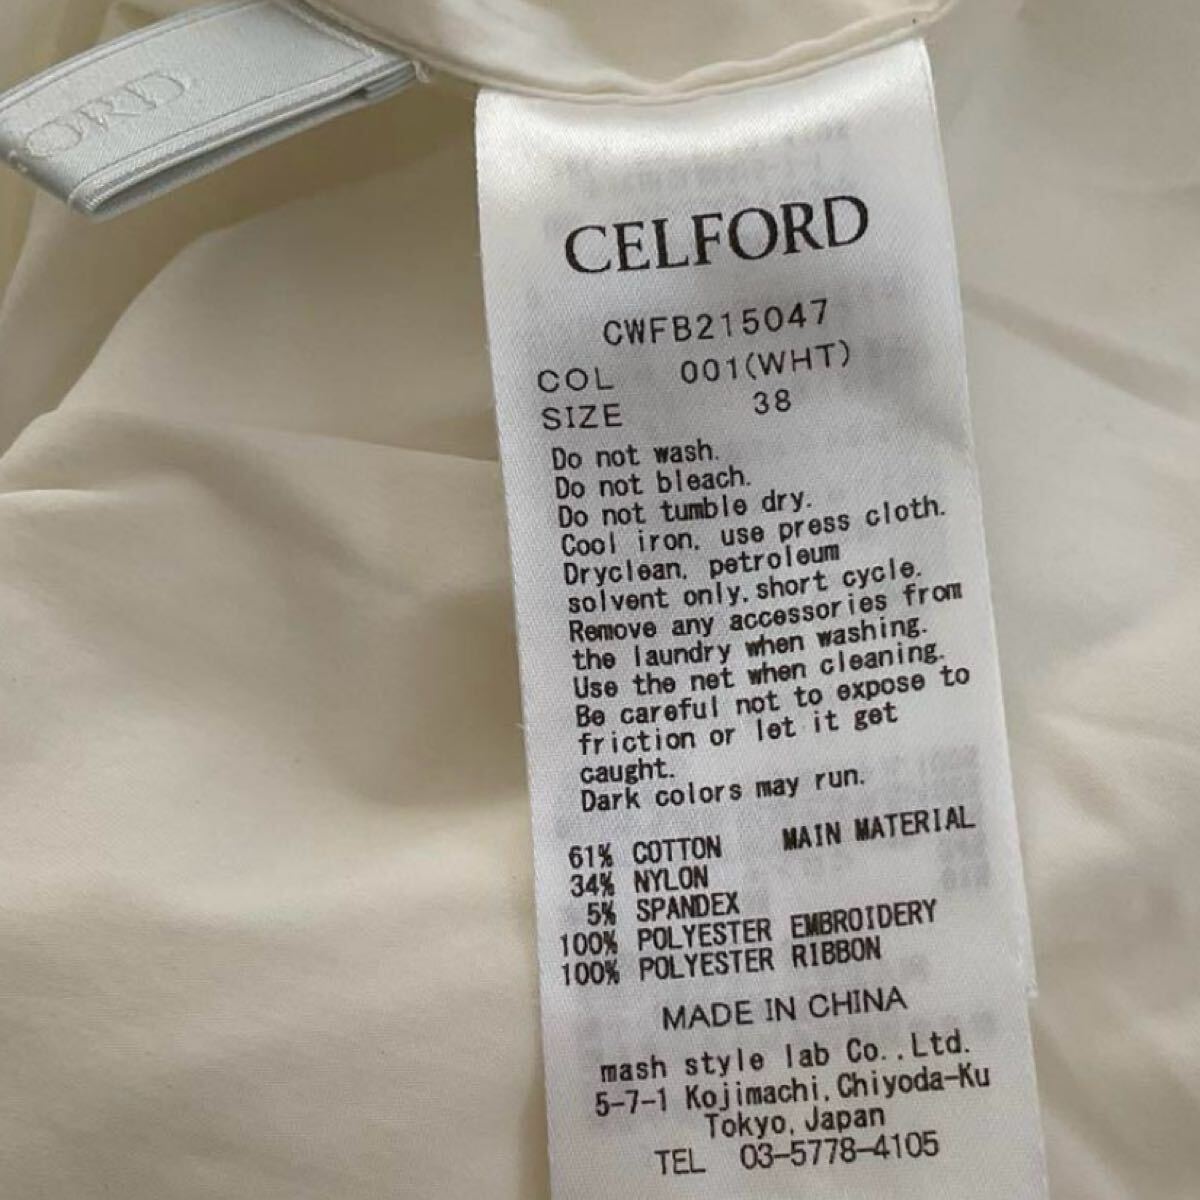 ORD
CELFORD
CWFB215047
COL 001(WHT)
SIZE 38
Do not wash.
Do not bleach.
Do not tumble dry.
Cool iron, use press cloth.
Dryclean, petroleum
solvent only,short cycle.
Remove any accessories from
the laundry when washing.
Use the net when cleaning.
Be careful not to expose to
friction or let it get
caught.
Dark colors may run.
61% COTTON MAIN MATERIAL
34% NYLON
5% SPANDEX
100% POLYESTER EMBROIDERY
100% POLYESTER RIBBON
MADE IN CHINA
mash style lab Co.,Ltd.
5-7-1 Kojimachi,Chiyoda-Ku
Tokyo,Japan
TEL 03-5778-4105